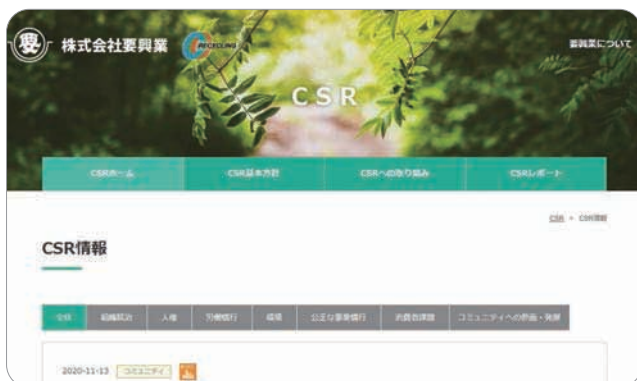 要 株式会社要興業 RECYCLING
要興業について
CSR
CSRホーム CSR基本方針 CSRへの取り組み CSRレポート
CSR > CSR情報
CSR情報
全体 組織統治 人権 労働慣行 環境 公正な事業慣行 消費者課題 コミュニティへの参画・発展
2020-11-13 コミュニティ